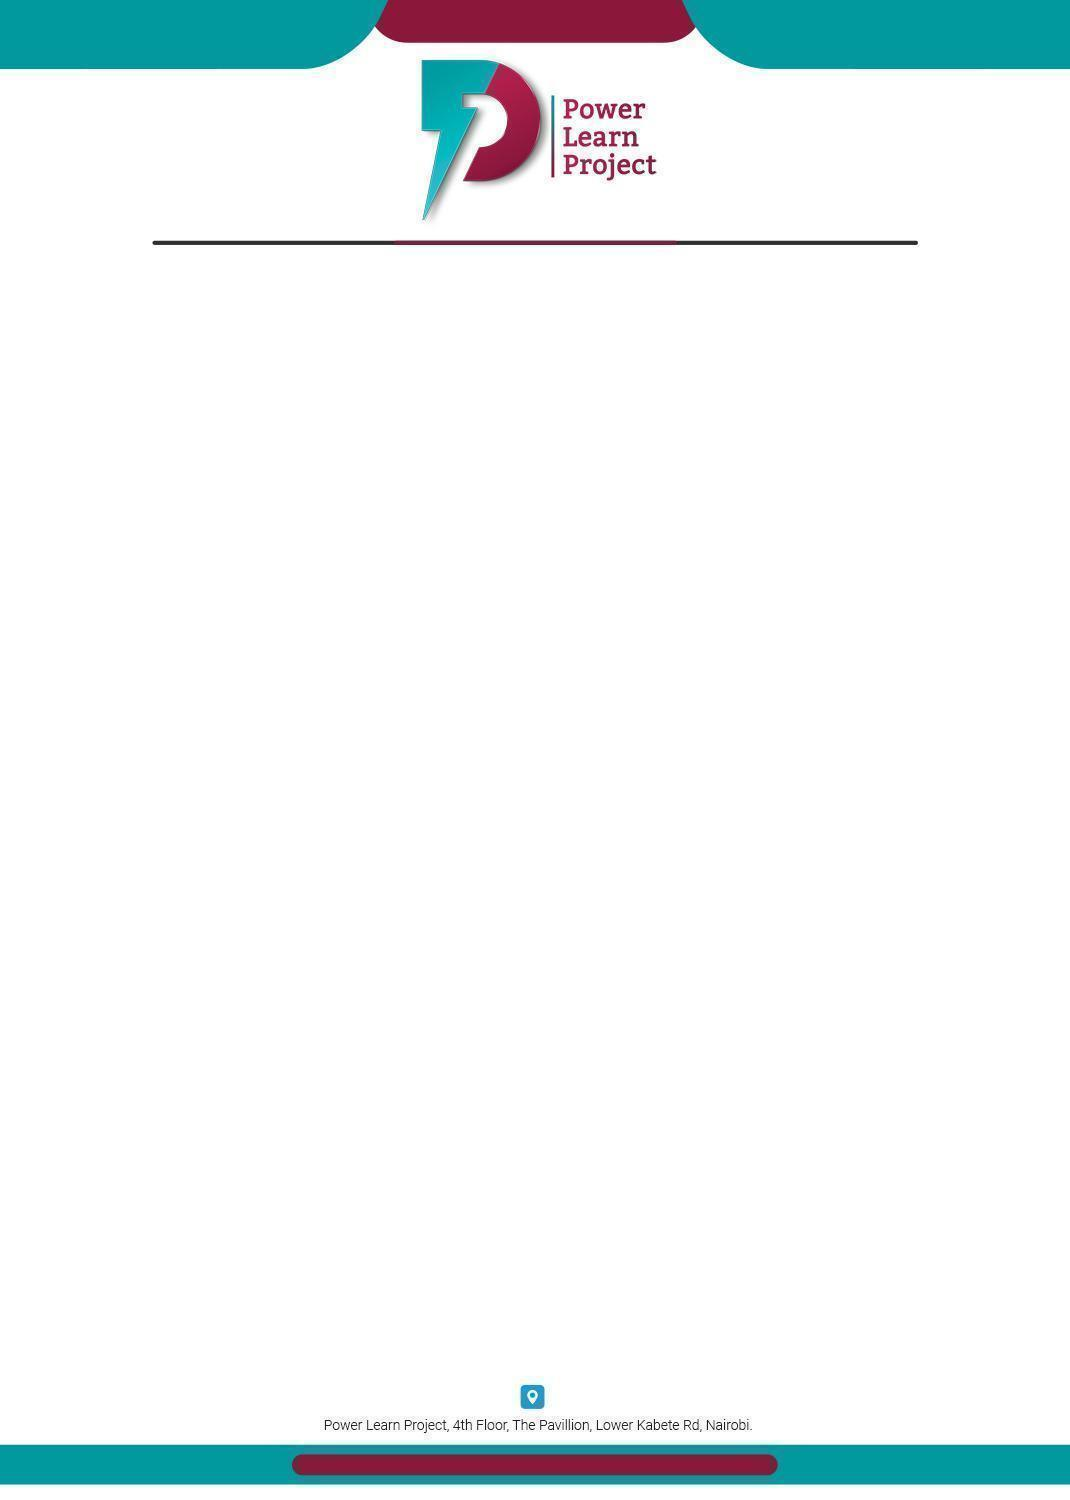 Power
Learn
Project
Power Learn Project, 4th Floor, The Pavillion, Lower Kabete Rd, Nairobi.